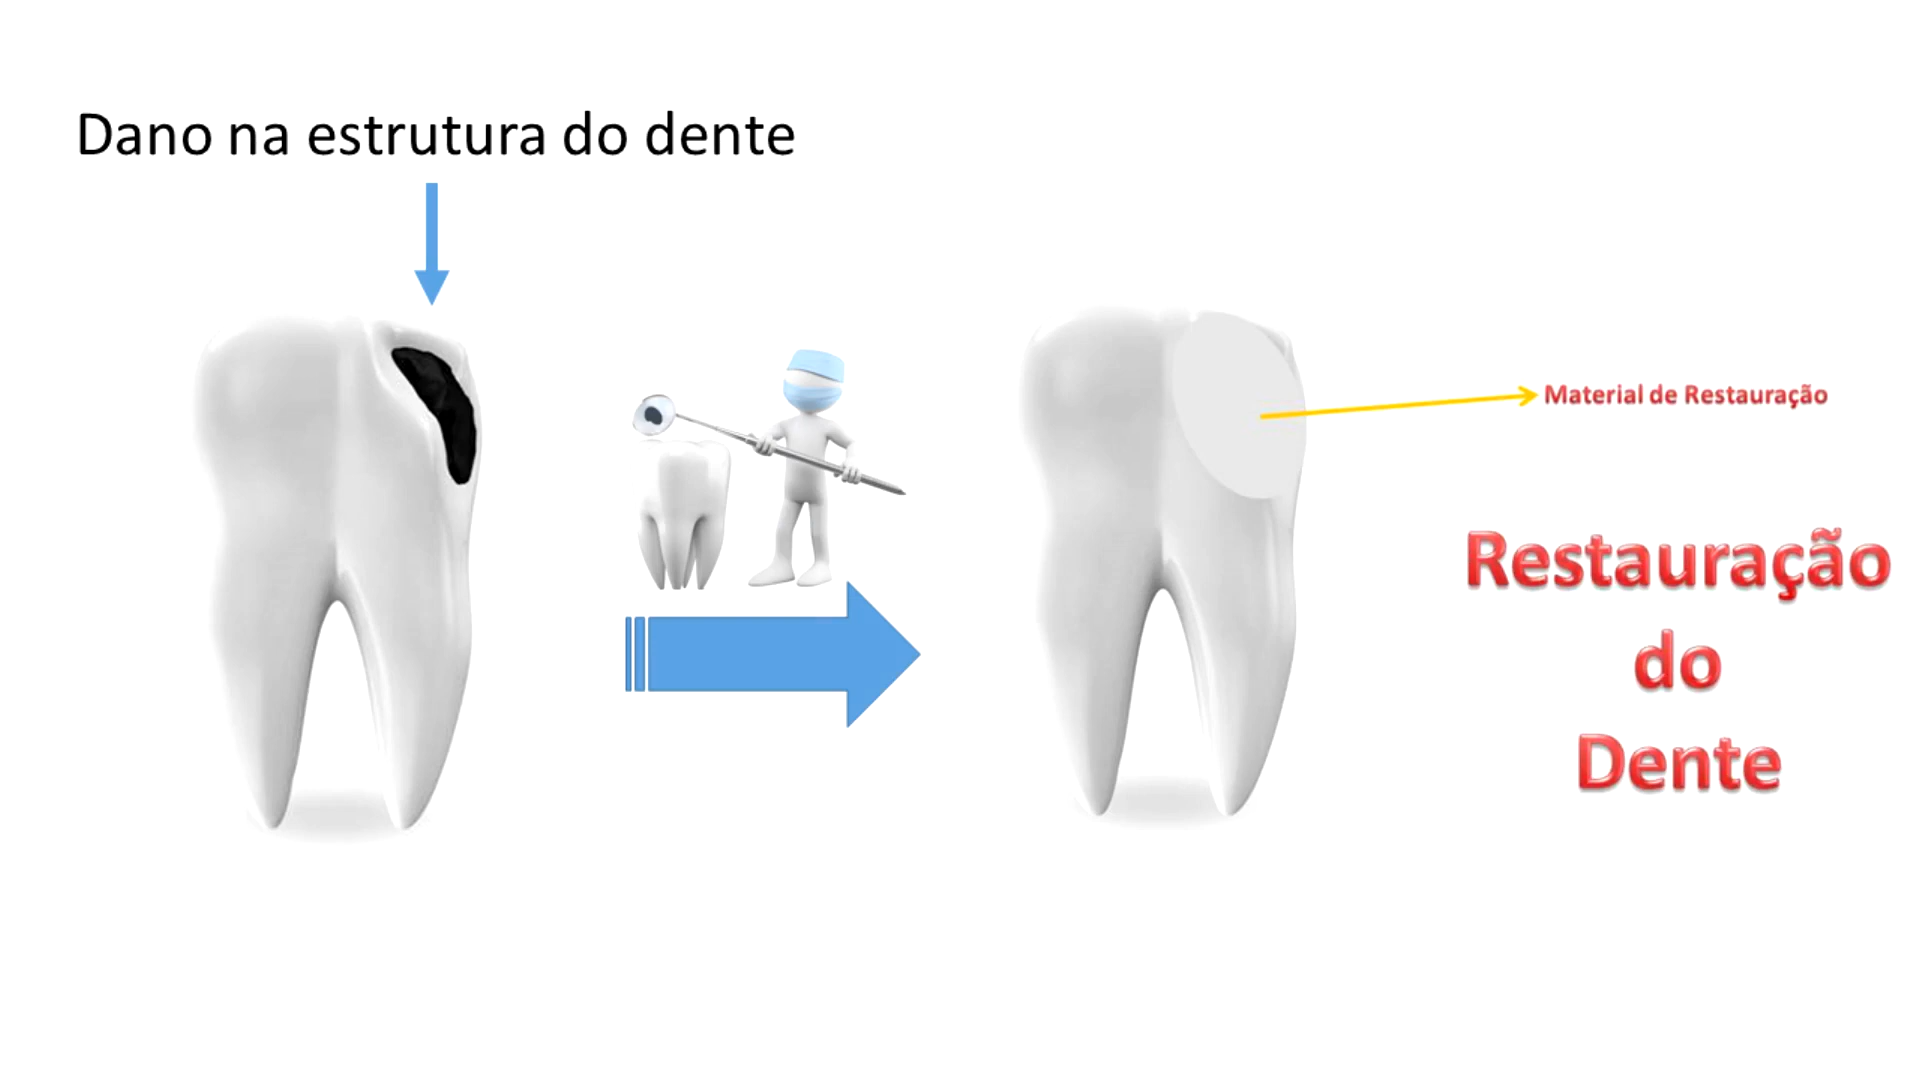 Dano na estrutura do dente
Material de Restauração
Restauração
do
Dente